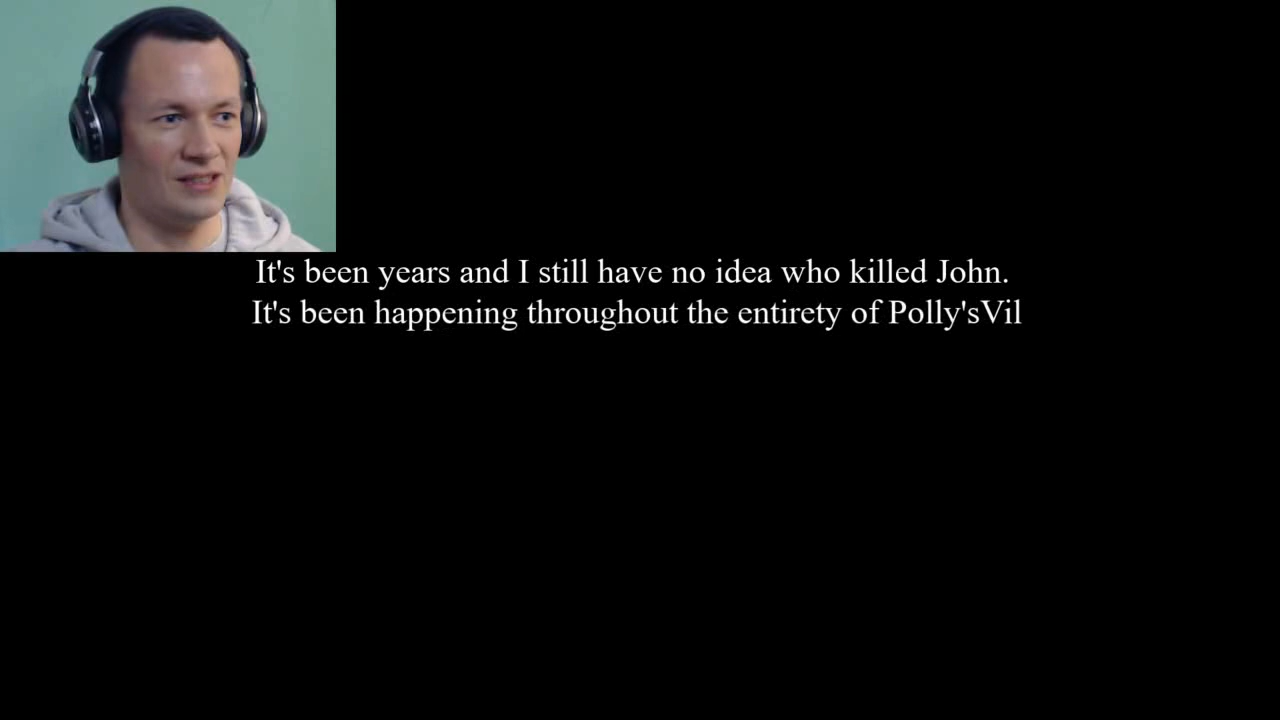 It's been years and I still have no idea who killed John.
It's been happening throughout the entirety of Polly'sVil